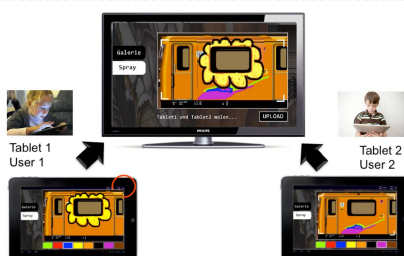 Galerie
Spray
Tablet1 und Tablet2 malen...
UPLOAD
PHILIPS
Tablet 1
User 1
Tablet 2
User 2
Galerie
Spray
Galerie
Spray